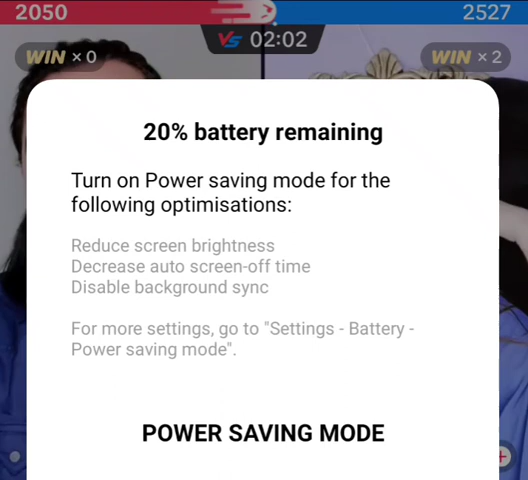 2050
2527
VS 02:02
WIN × 0
WIN × 2
20% battery remaining
Turn on Power saving mode for the
following optimisations:
Reduce screen brightness
Decrease auto screen-off time
Disable background sync
For more settings, go to "Settings - Battery -
Power saving mode".
POWER SAVING MODE